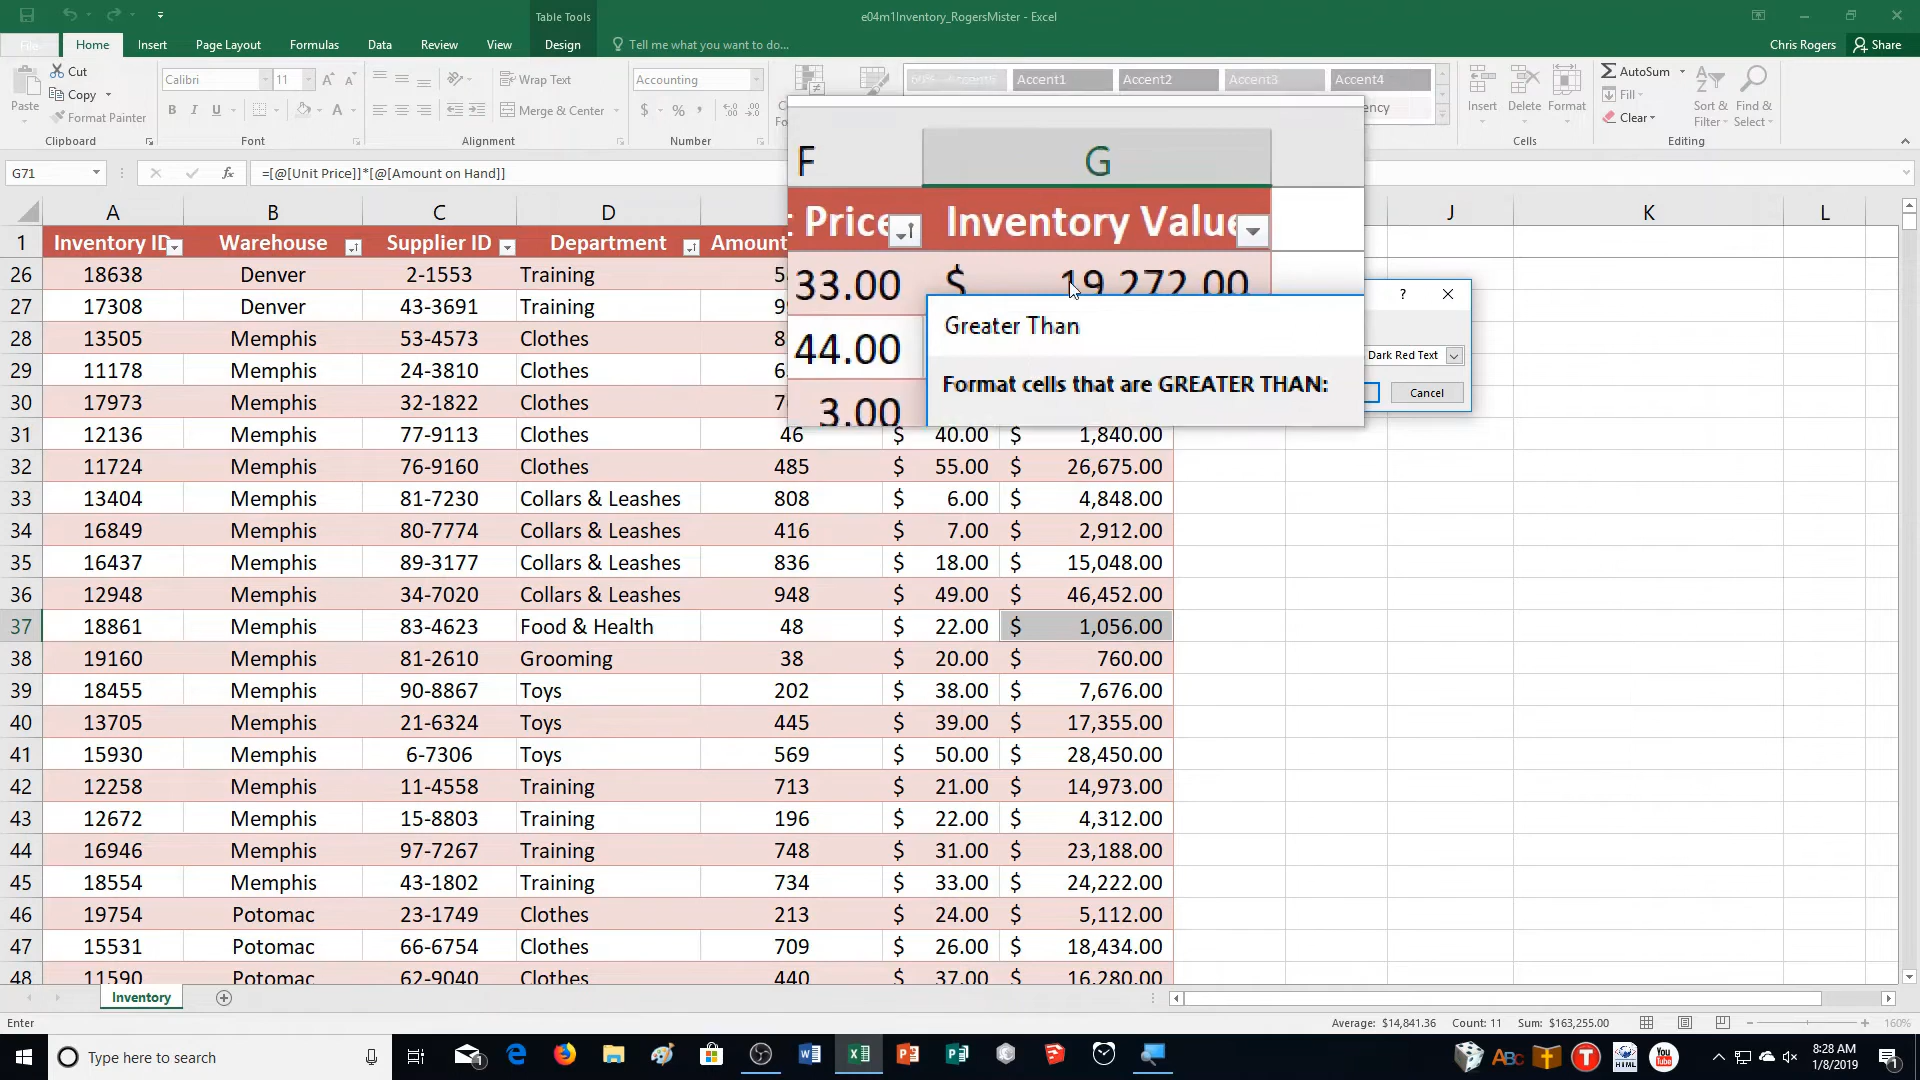 Table Tools
e04m1Inventory_RogersMister - Excel
File Home Insert Page Layout Formulas Data Review View Design Tell me what you want to do... Chris Rogers Share
Paste Cut Copy Format Painter Clipboard
Calibri 11 B I U Font
Wrap Text Merge & Center Alignment
Accounting $ % Number
Accent1 Accent2 Accent3 Accent4
Insert Delete Format Cells
AutoSum Fill Clear Sort & Filter Find & Select Editing
G71 fx =[@[Unit Price]]*[@[Amount on Hand]]
A B C D J K L
1 Inventory ID Warehouse Supplier ID Department Amount
26 18638 Denver 2-1553 Training
27 17308 Denver 43-3691 Training
28 13505 Memphis 53-4573 Clothes
29 11178 Memphis 24-3810 Clothes
30 17973 Memphis 32-1822 Clothes
31 12136 Memphis 77-9113 Clothes 46 $ 40.00 $ 1,840.00
32 11724 Memphis 76-9160 Clothes 485 $ 55.00 $ 26,675.00
33 13404 Memphis 81-7230 Collars & Leashes 808 $ 6.00 $ 4,848.00
34 16849 Memphis 80-7774 Collars & Leashes 416 $ 7.00 $ 2,912.00
35 16437 Memphis 89-3177 Collars & Leashes 836 $ 18.00 $ 15,048.00
36 12948 Memphis 34-7020 Collars & Leashes 948 $ 49.00 $ 46,452.00
37 18861 Memphis 83-4623 Food & Health 48 $ 22.00 $ 1,056.00
38 19160 Memphis 81-2610 Grooming 38 $ 20.00 $ 760.00
39 18455 Memphis 90-8867 Toys 202 $ 38.00 $ 7,676.00
40 13705 Memphis 21-6324 Toys 445 $ 39.00 $ 17,355.00
41 15930 Memphis 6-7306 Toys 569 $ 50.00 $ 28,450.00
42 12258 Memphis 11-4558 Training 713 $ 21.00 $ 14,973.00
43 12672 Memphis 15-8803 Training 196 $ 22.00 $ 4,312.00
44 16946 Memphis 97-7267 Training 748 $ 31.00 $ 23,188.00
45 18554 Memphis 43-1802 Training 734 $ 33.00 $ 24,222.00
46 19754 Potomac 23-1749 Clothes 213 $ 24.00 $ 5,112.00
47 15531 Potomac 66-6754 Clothes 709 $ 26.00 $ 18,434.00
48 11590 Potomac 62-9040 Clothes 440 $ 37.00 $ 16,280.00
F G
Price Inventory Value
33.00 $ 19,272.00
44.00
3.00
Greater Than
Format cells that are GREATER THAN:
? Dark Red Text
Cancel
Inventory
Enter Average: $14,841.36 Count: 11 Sum: $163,255.00 160%
Type here to search
8:28 AM
1/8/2019